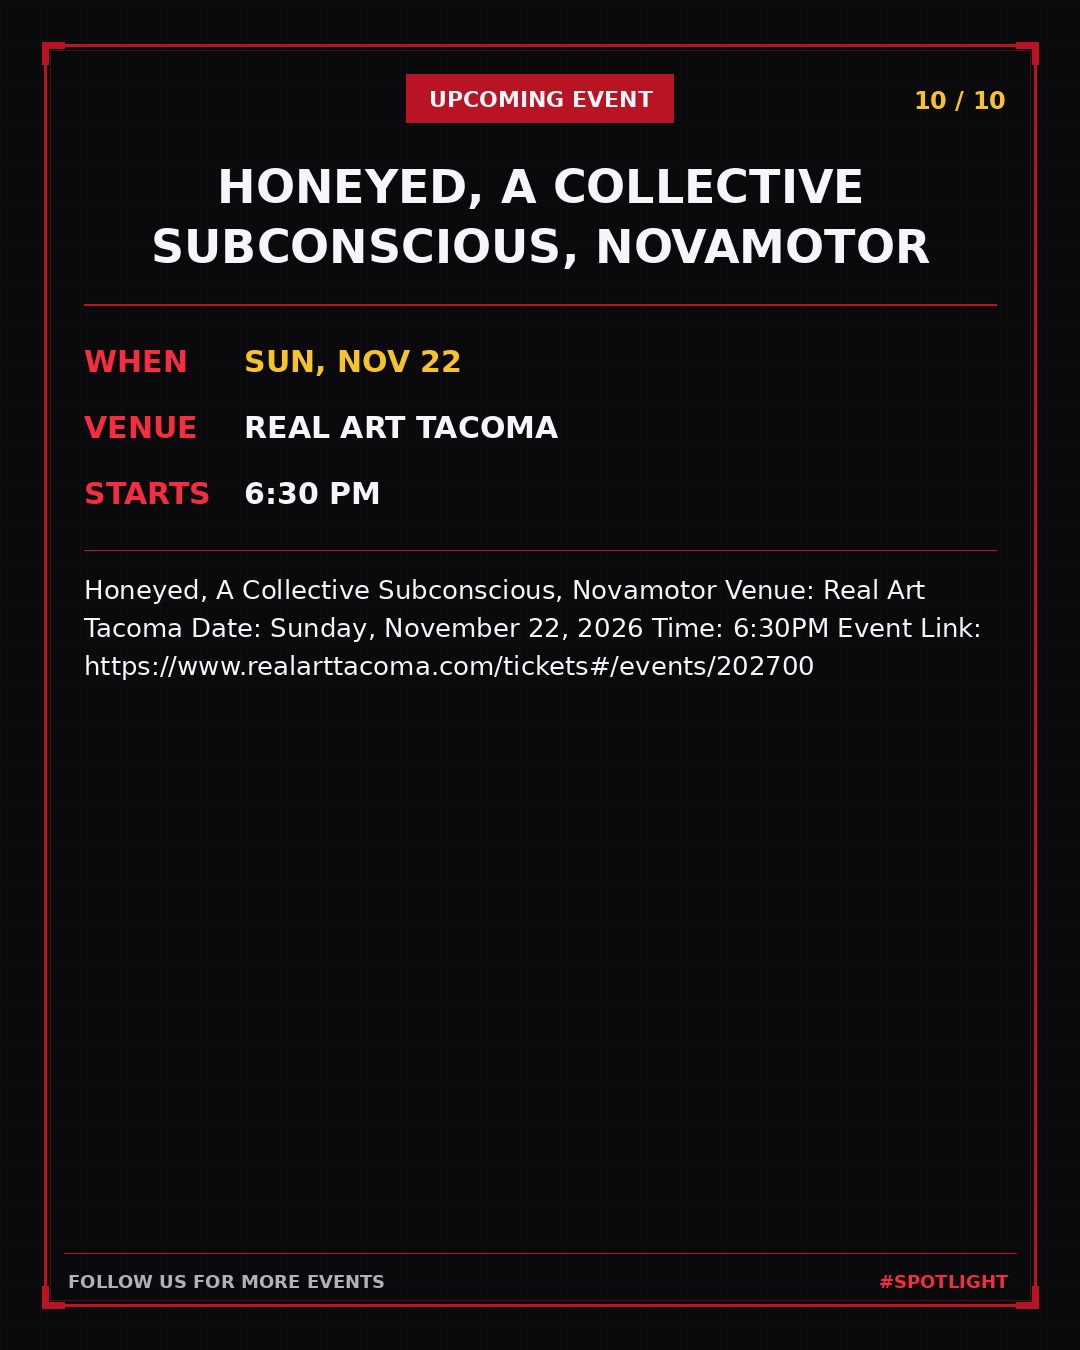 UPCOMING EVENT
10 / 10
HONEYED, A COLLECTIVE
SUBCONSCIOUS, NOVAMOTOR
WHEN SUN, NOV 22
VENUE REAL ART TACOMA
STARTS 6:30 PM
Honeyed, A Collective Subconscious, Novamotor Venue: Real Art
Tacoma Date: Sunday, November 22, 2026 Time: 6:30PM Event Link:
https://www.realarttacoma.com/tickets#/events/202700
FOLLOW US FOR MORE EVENTS
#SPOTLIGHT